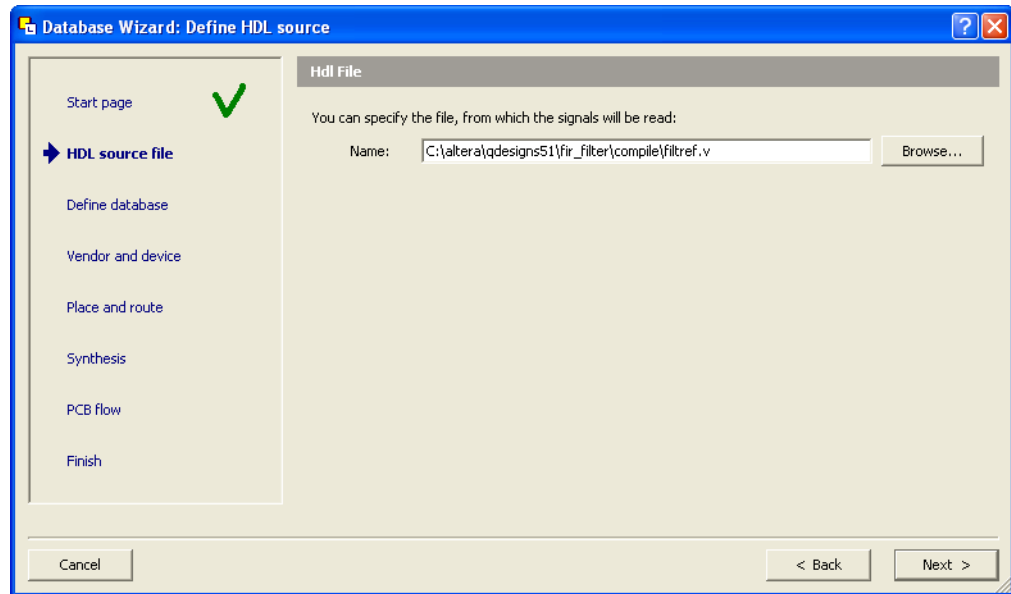 Database Wizard: Define HDL source
Hdl File
Start page
HDL source file
Define database
Vendor and device
Place and route
Synthesis
PCB flow
Finish
You can specify the file, from which the signals will be read:
Name: C:\altera\qdesigns51\fir_filter\compile\filtref.v Browse...
Cancel < Back Next >